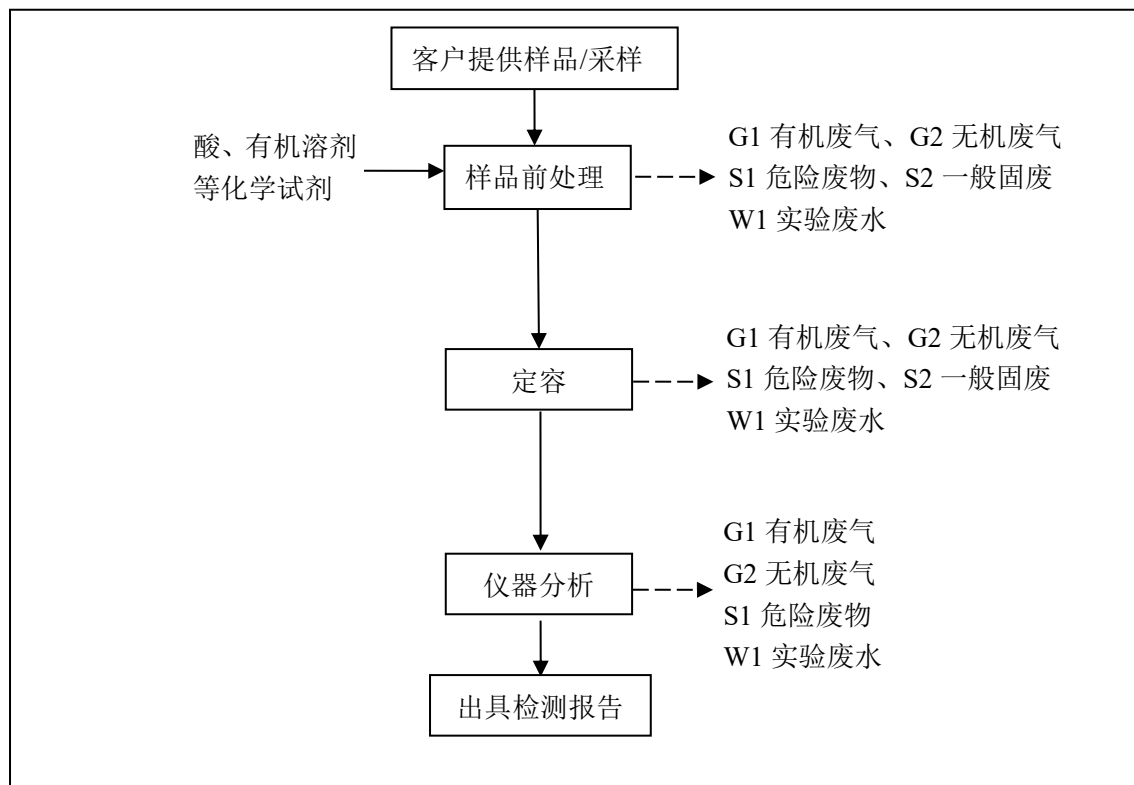 客户提供样品/采样
酸、有机溶剂
等化学试剂
样品前处理
G1 有机废气、G2 无机废气
S1 危险废物、S2 一般固废
W1 实验废水
定容
G1 有机废气、G2 无机废气
S1 危险废物、S2 一般固废
W1 实验废水
仪器分析
G1 有机废气
G2 无机废气
S1 危险废物
W1 实验废水
出具检测报告